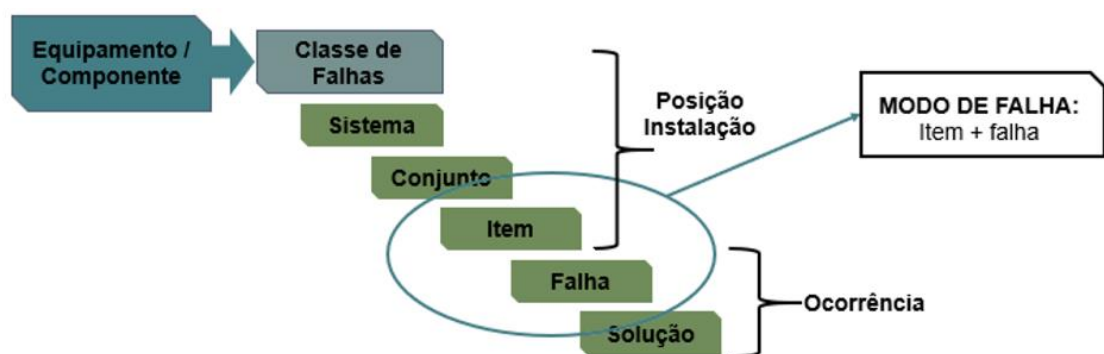 Equipamento /
Componente
Classe de
Falhas
Sistema
Conjunto
Item
Falha
Solução
Posição
Instalação
Ocorrência
MODO DE FALHA:
Item + falha